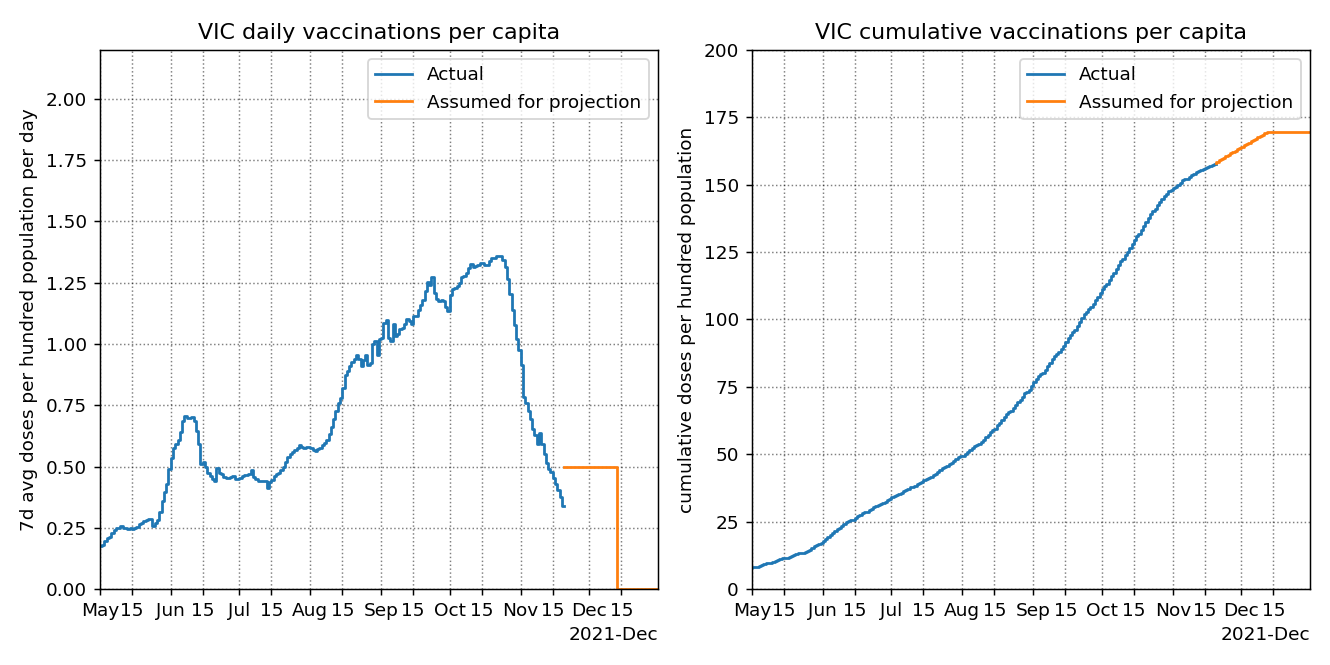 VIC daily vaccinations per capita
7d avg doses per hundred population per day
2.00
1.75
1.50
1.25
1.00
0.75
0.50
0.25
0.00
Actual
Assumed for projection
May 15 Jun 15 Jul 15 Aug 15 Sep 15 Oct 15 Nov 15 Dec 15
2021-Dec
VIC cumulative vaccinations per capita
cumulative doses per hundred population
200
175
150
125
100
75
50
25
0
Actual
Assumed for projection
May 15 Jun 15 Jul 15 Aug 15 Sep 15 Oct 15 Nov 15 Dec 15
2021-Dec